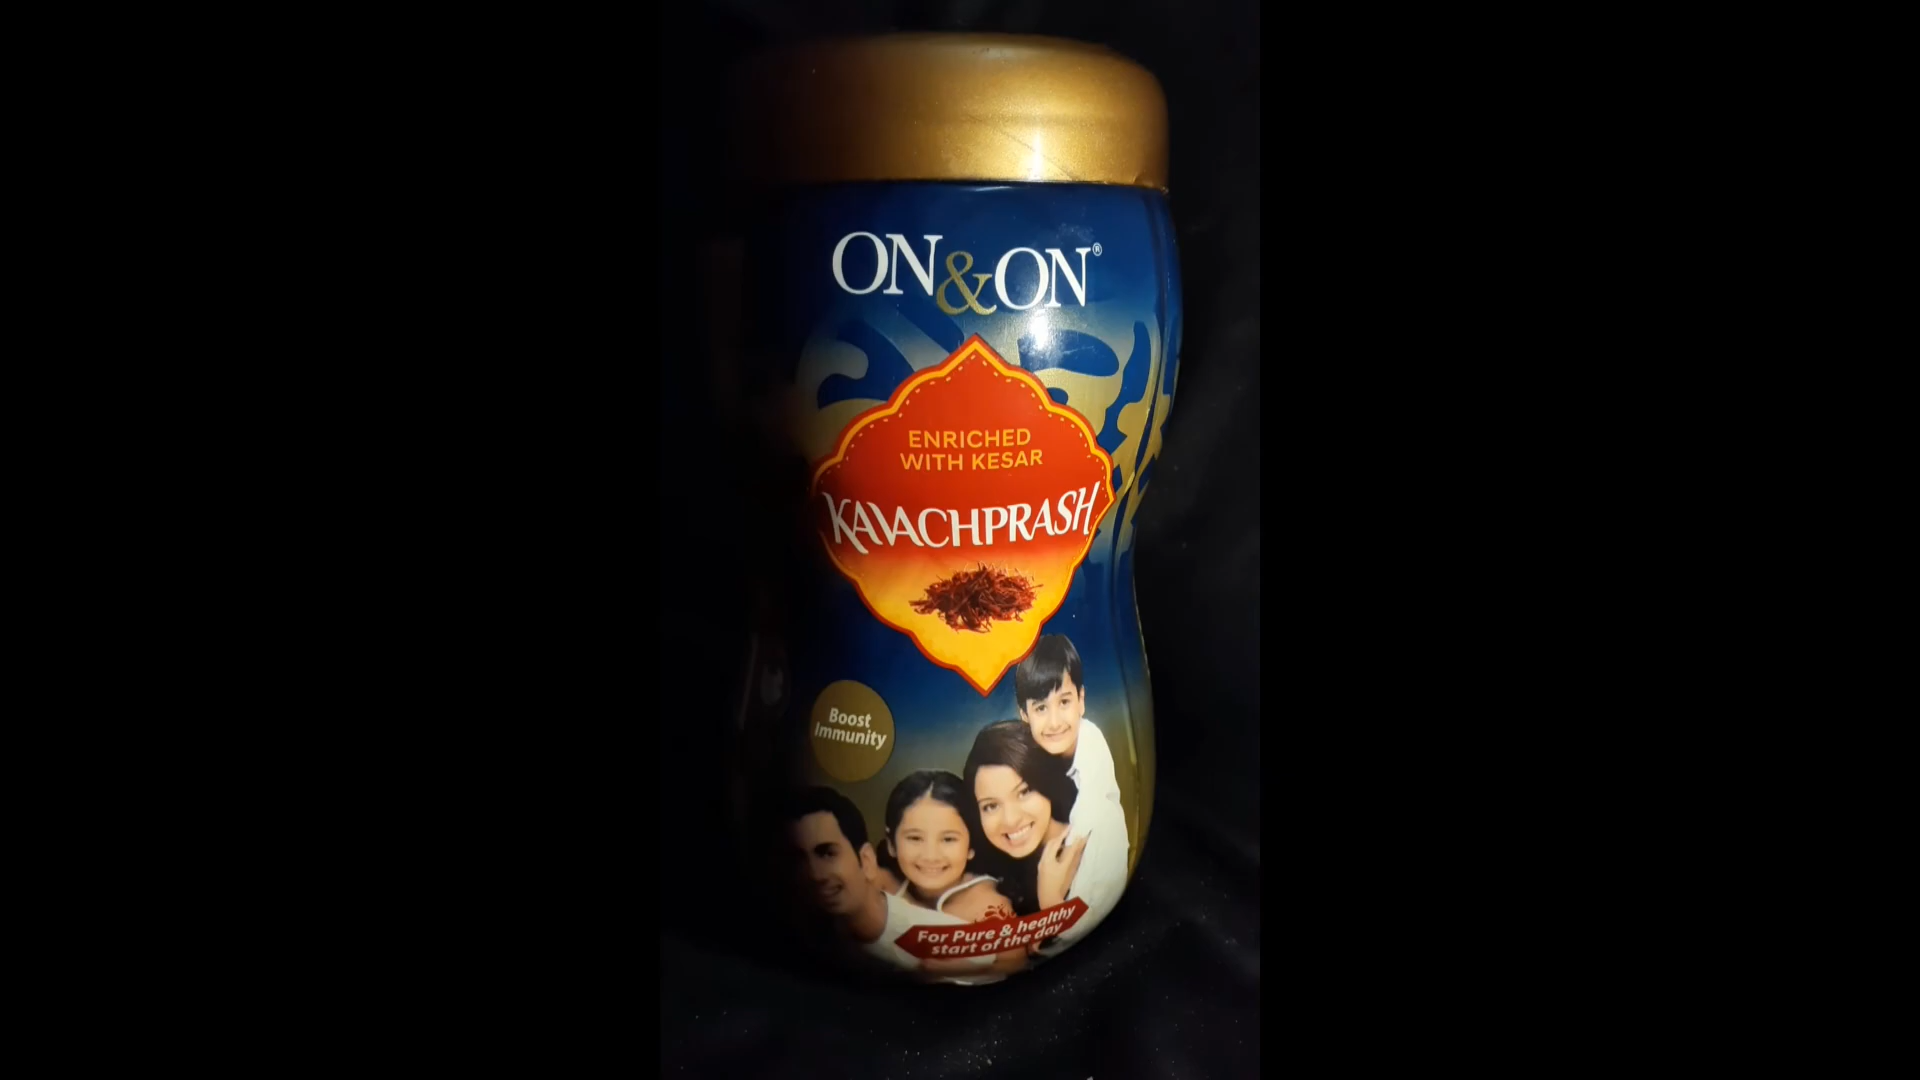 ON&ON®
ENRICHED
WITH KESAR
KAVACHPRASH
Boost
Immunity
For Pure & healthy
start of the day